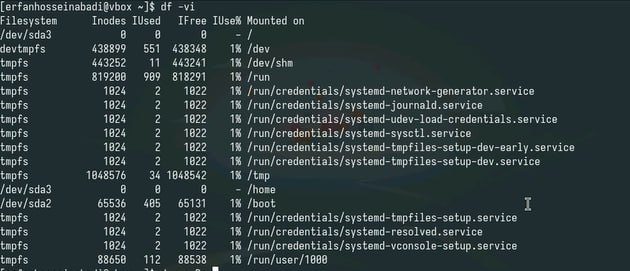 [erfanhosseinabadi@vbox ~]$ df -vi
Filesystem Inodes IUsed IFree IUse% Mounted on
/dev/sda3 0 0 0 - /
devtmpfs 438899 551 438348 1% /dev
tmpfs 443252 11 443241 1% /dev/shm
tmpfs 819200 909 818291 1% /run
tmpfs 1024 2 1022 1% /run/credentials/systemd-network-generator.service
tmpfs 1024 2 1022 1% /run/credentials/systemd-journald.service
tmpfs 1024 2 1022 1% /run/credentials/systemd-udev-load-credentials.service
tmpfs 1024 2 1022 1% /run/credentials/systemd-sysctl.service
tmpfs 1024 2 1022 1% /run/credentials/systemd-tmpfiles-setup-dev-early.service
tmpfs 1024 2 1022 1% /run/credentials/systemd-tmpfiles-setup-dev.service
tmpfs 1048576 34 1048542 1% /tmp
/dev/sda3 0 0 0 - /home
/dev/sda2 65536 405 65131 1% /boot
tmpfs 1024 2 1022 1% /run/credentials/systemd-tmpfiles-setup.service
tmpfs 1024 2 1022 1% /run/credentials/systemd-resolved.service
tmpfs 1024 2 1022 1% /run/credentials/systemd-vconsole-setup.service
tmpfs 88650 112 88538 1% /run/user/1000